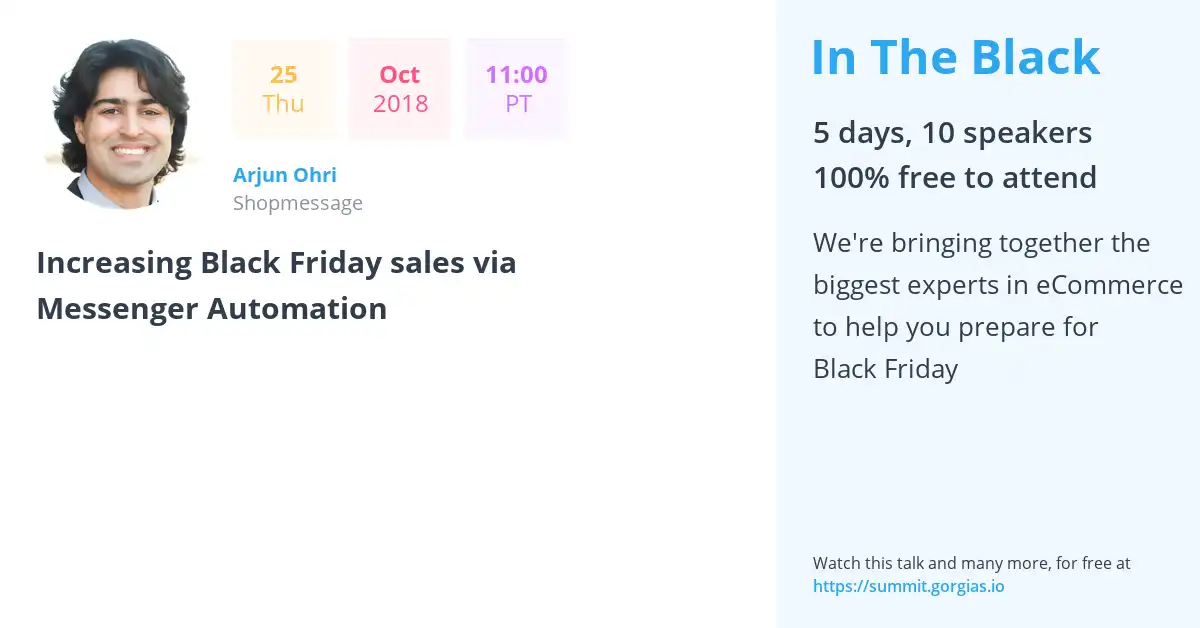 25
Thu
Oct
2018
11:00
PT
Arjun Ohri
Shopmessage
Increasing Black Friday sales via
Messenger Automation
In The Black
5 days, 10 speakers
100% free to attend
We're bringing together the
biggest experts in eCommerce
to help you prepare for
Black Friday
Watch this talk and many more, for free at
https://summit.gorgias.io